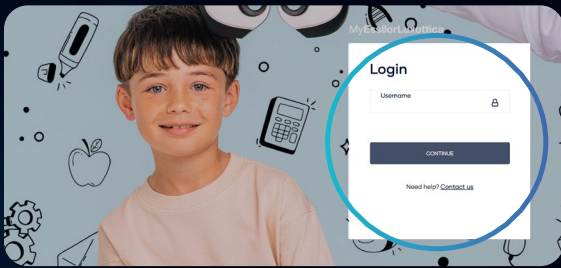 MyEssilorLuxottica
Login
Username
CONTINUE
Need help? Contact us